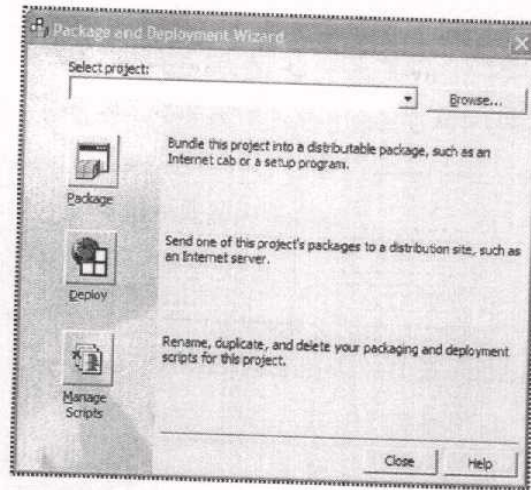 Package and Deployment Wizard
Select project:
Browse...
Bundle this project into a distributable package, such as an
Internet cab or a setup program.
Package
Send one of this project's packages to a distribution site, such as
an Internet server.
Deploy
Rename, duplicate, and delete your packaging and deployment
scripts for this project.
Manage
Scripts
Close
Help